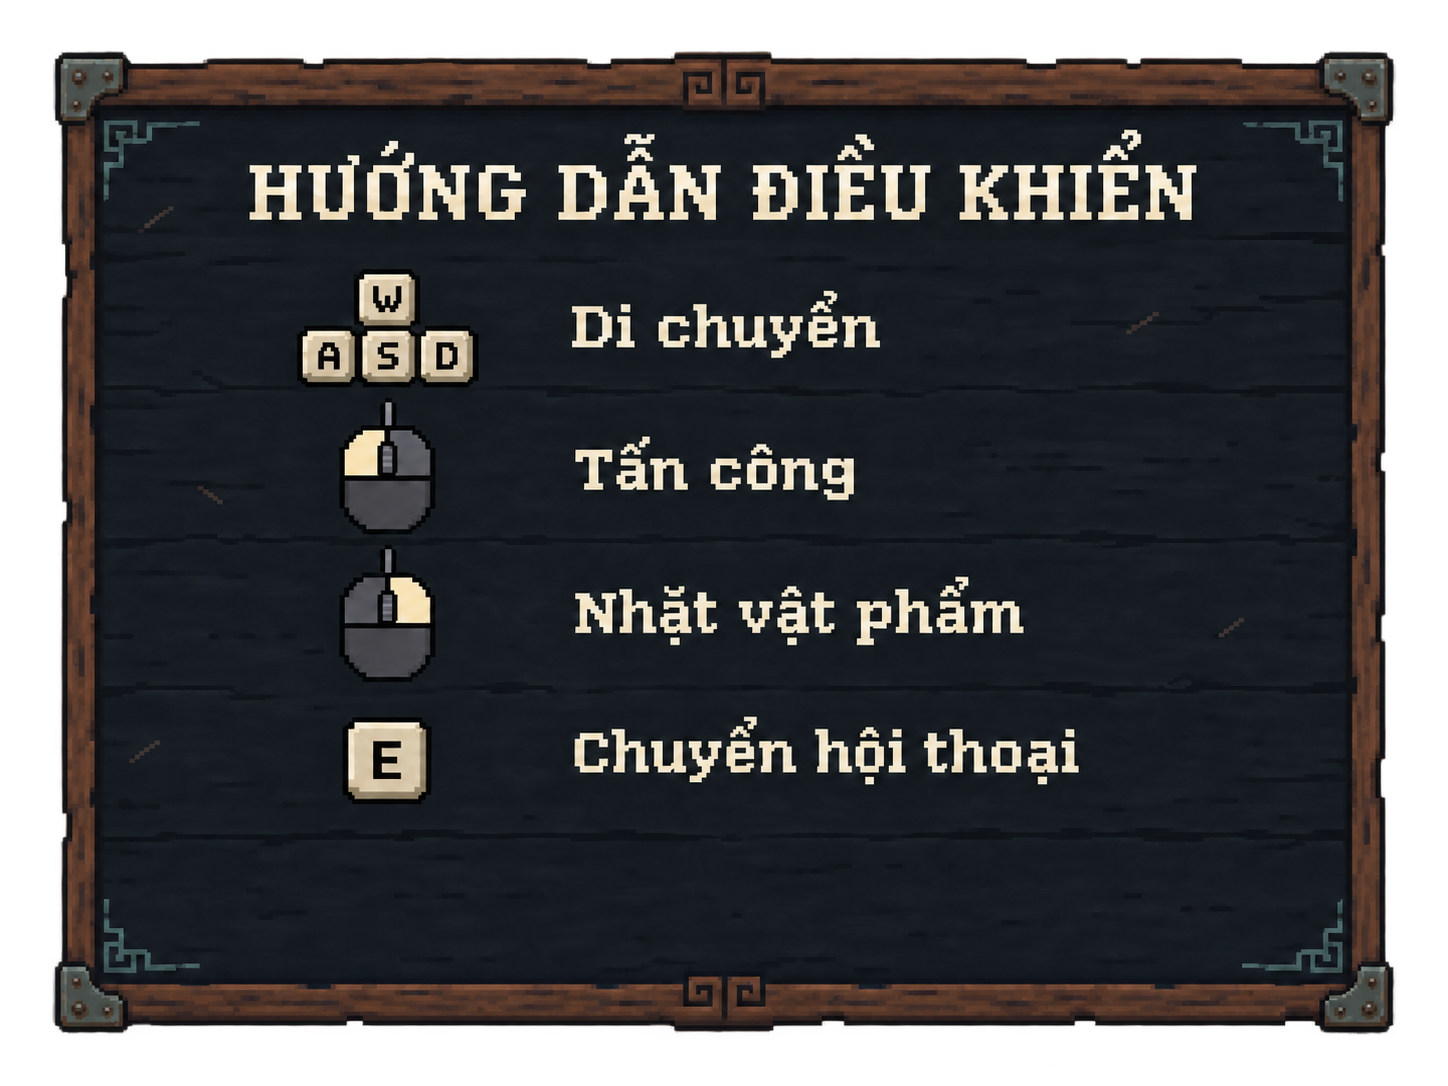 HƯỚNG DẪN ĐIỀU KHIỂN
W
A S D
Di chuyển
Tấn công
Nhặt vật phẩm
E
Chuyển hội thoại